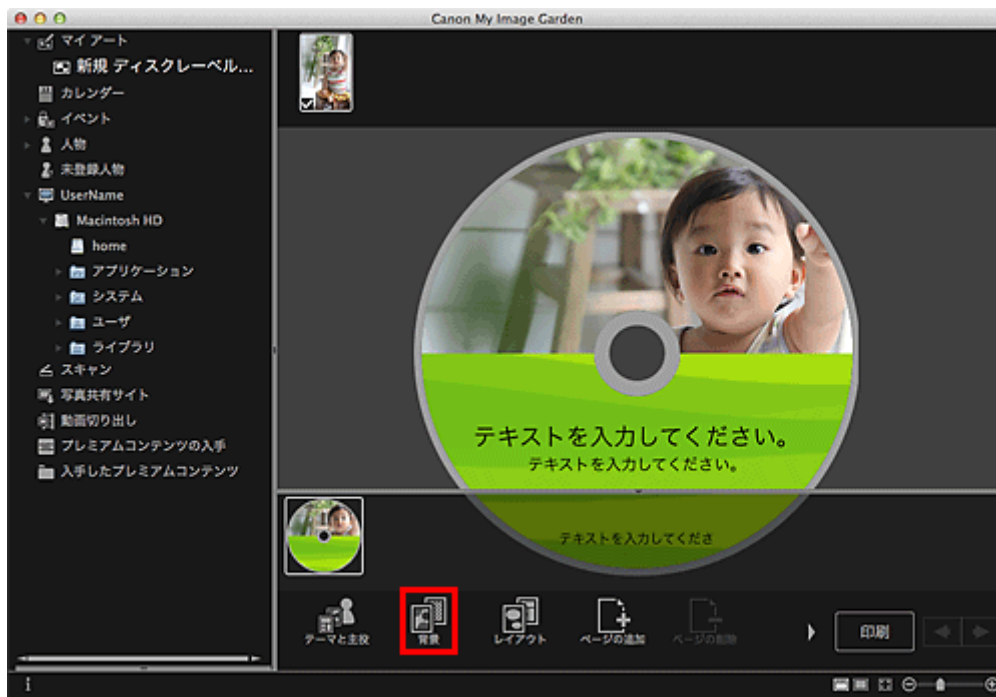 Canon My Image Garden
マイ アート
新規 ディスクレーベル...
カレンダー
イベント
人物
未登録人物
UserName
Macintosh HD
home
アプリケーション
システム
ユーザ
ライブラリ
スキャン
写真共有サイト
動画切り出し
プレミアムコンテンツの入手
入手したプレミアムコンテンツ
テキストを入力してください。
テキストを入力してください。
テキストを入力してくださ
テーマと主役
背景
レイアウト
ページの追加
ページの削除
印刷